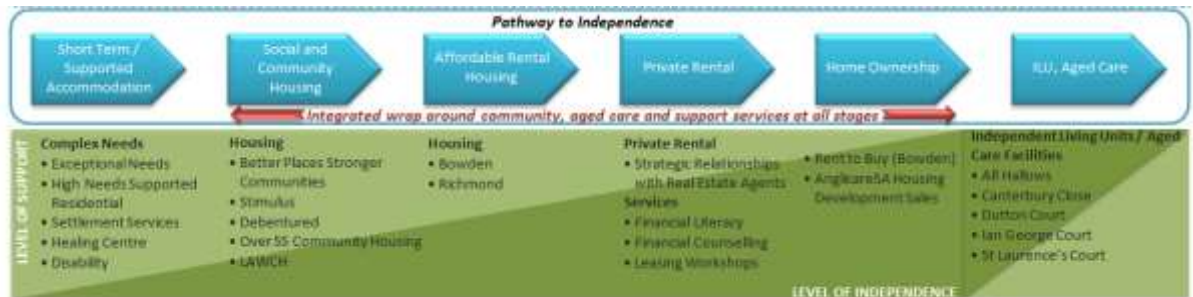 Pathway to Independence
Short Term /
Supported
Accommodation
Social and
Community
Housing
Affordable Rental
Housing
Private Rental
Home Ownership
ILU, Aged Care
Integrated wrap around community, aged care and support services at all stages
LEVEL OF SUPPORT
Complex Needs
• Exceptional Needs
• High Needs Supported
Residential
• Settlement Services
• Healing Centre
• Disability
Housing
• Better Places Stronger
Communities
• Stimulus
• Debentured
• Over 55 Community Housing
• LAWCH
Housing
• Bowden
• Richmond
Private Rental
• Strategic Relationships
with Real Estate Agents
Services
• Financial Literacy
• Financial Counselling
• Leasing Workshops
• Rent to Buy (Bowden)
• AnglicareSA Housing
Development Sales
Independent Living Units / Aged
Care Facilities
• All Hallows
• Canterbury Close
• Dutton Court
• Ian George Court
• St Laurence's Court
LEVEL OF INDEPENDENCE